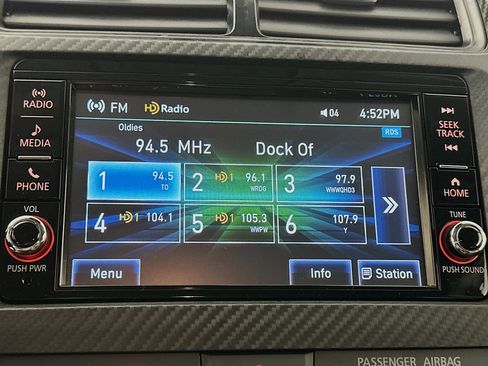 RADIO
MEDIA
PHONE
VOL
PUSH PWR
FM HD Radio 04 4:52PM
Oldies RDS
94.5 MHz Dock Of
1 94.5 TO
2 HD1 96.1 WRDG
3 97.9 WWWQHD3
4 HD1 104.1
5 HD1 105.3 WWPW
6 107.9 Y
Menu Info Station
SEEK
TRACK
HOME
TUNE
PUSH SOUND
PASSENGER AIRBAG